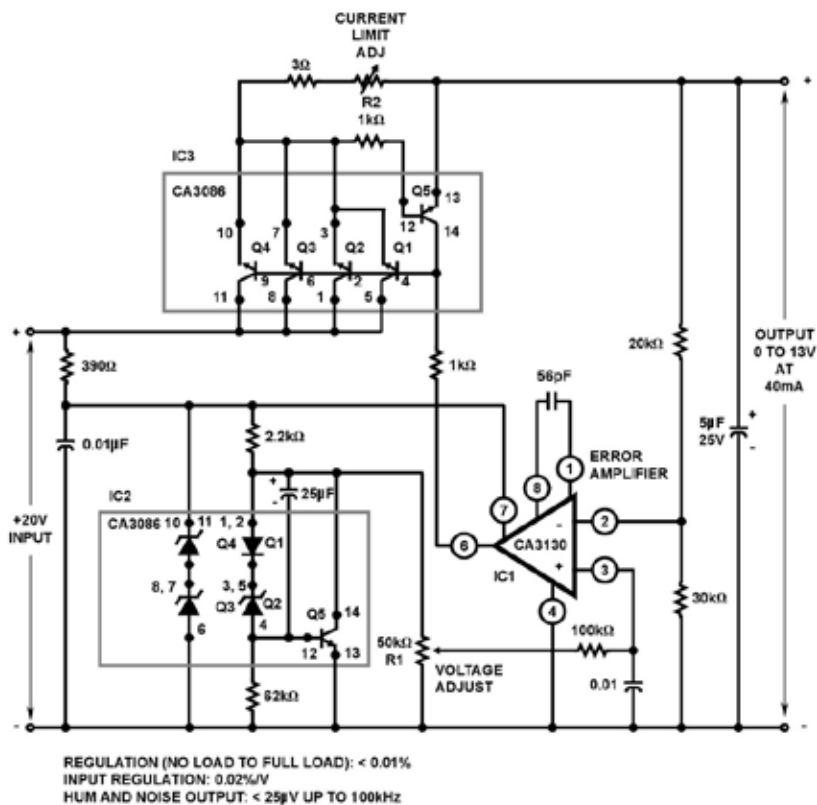 CURRENT
LIMIT
ADJ
3Ω
R2
1kΩ
IC3
CA3086
Q5
13
12
14
10
7
3
Q4
Q3
Q2
Q1
9
6
2
4
11
8
1
5
+
+
390Ω
1kΩ
20kΩ
OUTPUT
0 TO 13V
AT
40mA
56pF
5µF
25V
+
-
2.2kΩ
0.01µF
+
-
25µF
ERROR
AMPLIFIER
IC2
+20V
INPUT
CA3086
10
11
1, 2
Q4
Q1
8, 7
3, 5
Q3
Q2
6
4
Q5
14
12
13
7
8
1
6
CA3130
-
+
2
3
IC1
4
62kΩ
50kΩ
R1
VOLTAGE
ADJUST
100kΩ
0.01
30kΩ
-
-
REGULATION (NO LOAD TO FULL LOAD): < 0.01%
INPUT REGULATION: 0.02%/V
HUM AND NOISE OUTPUT: < 25µV UP TO 100kHz